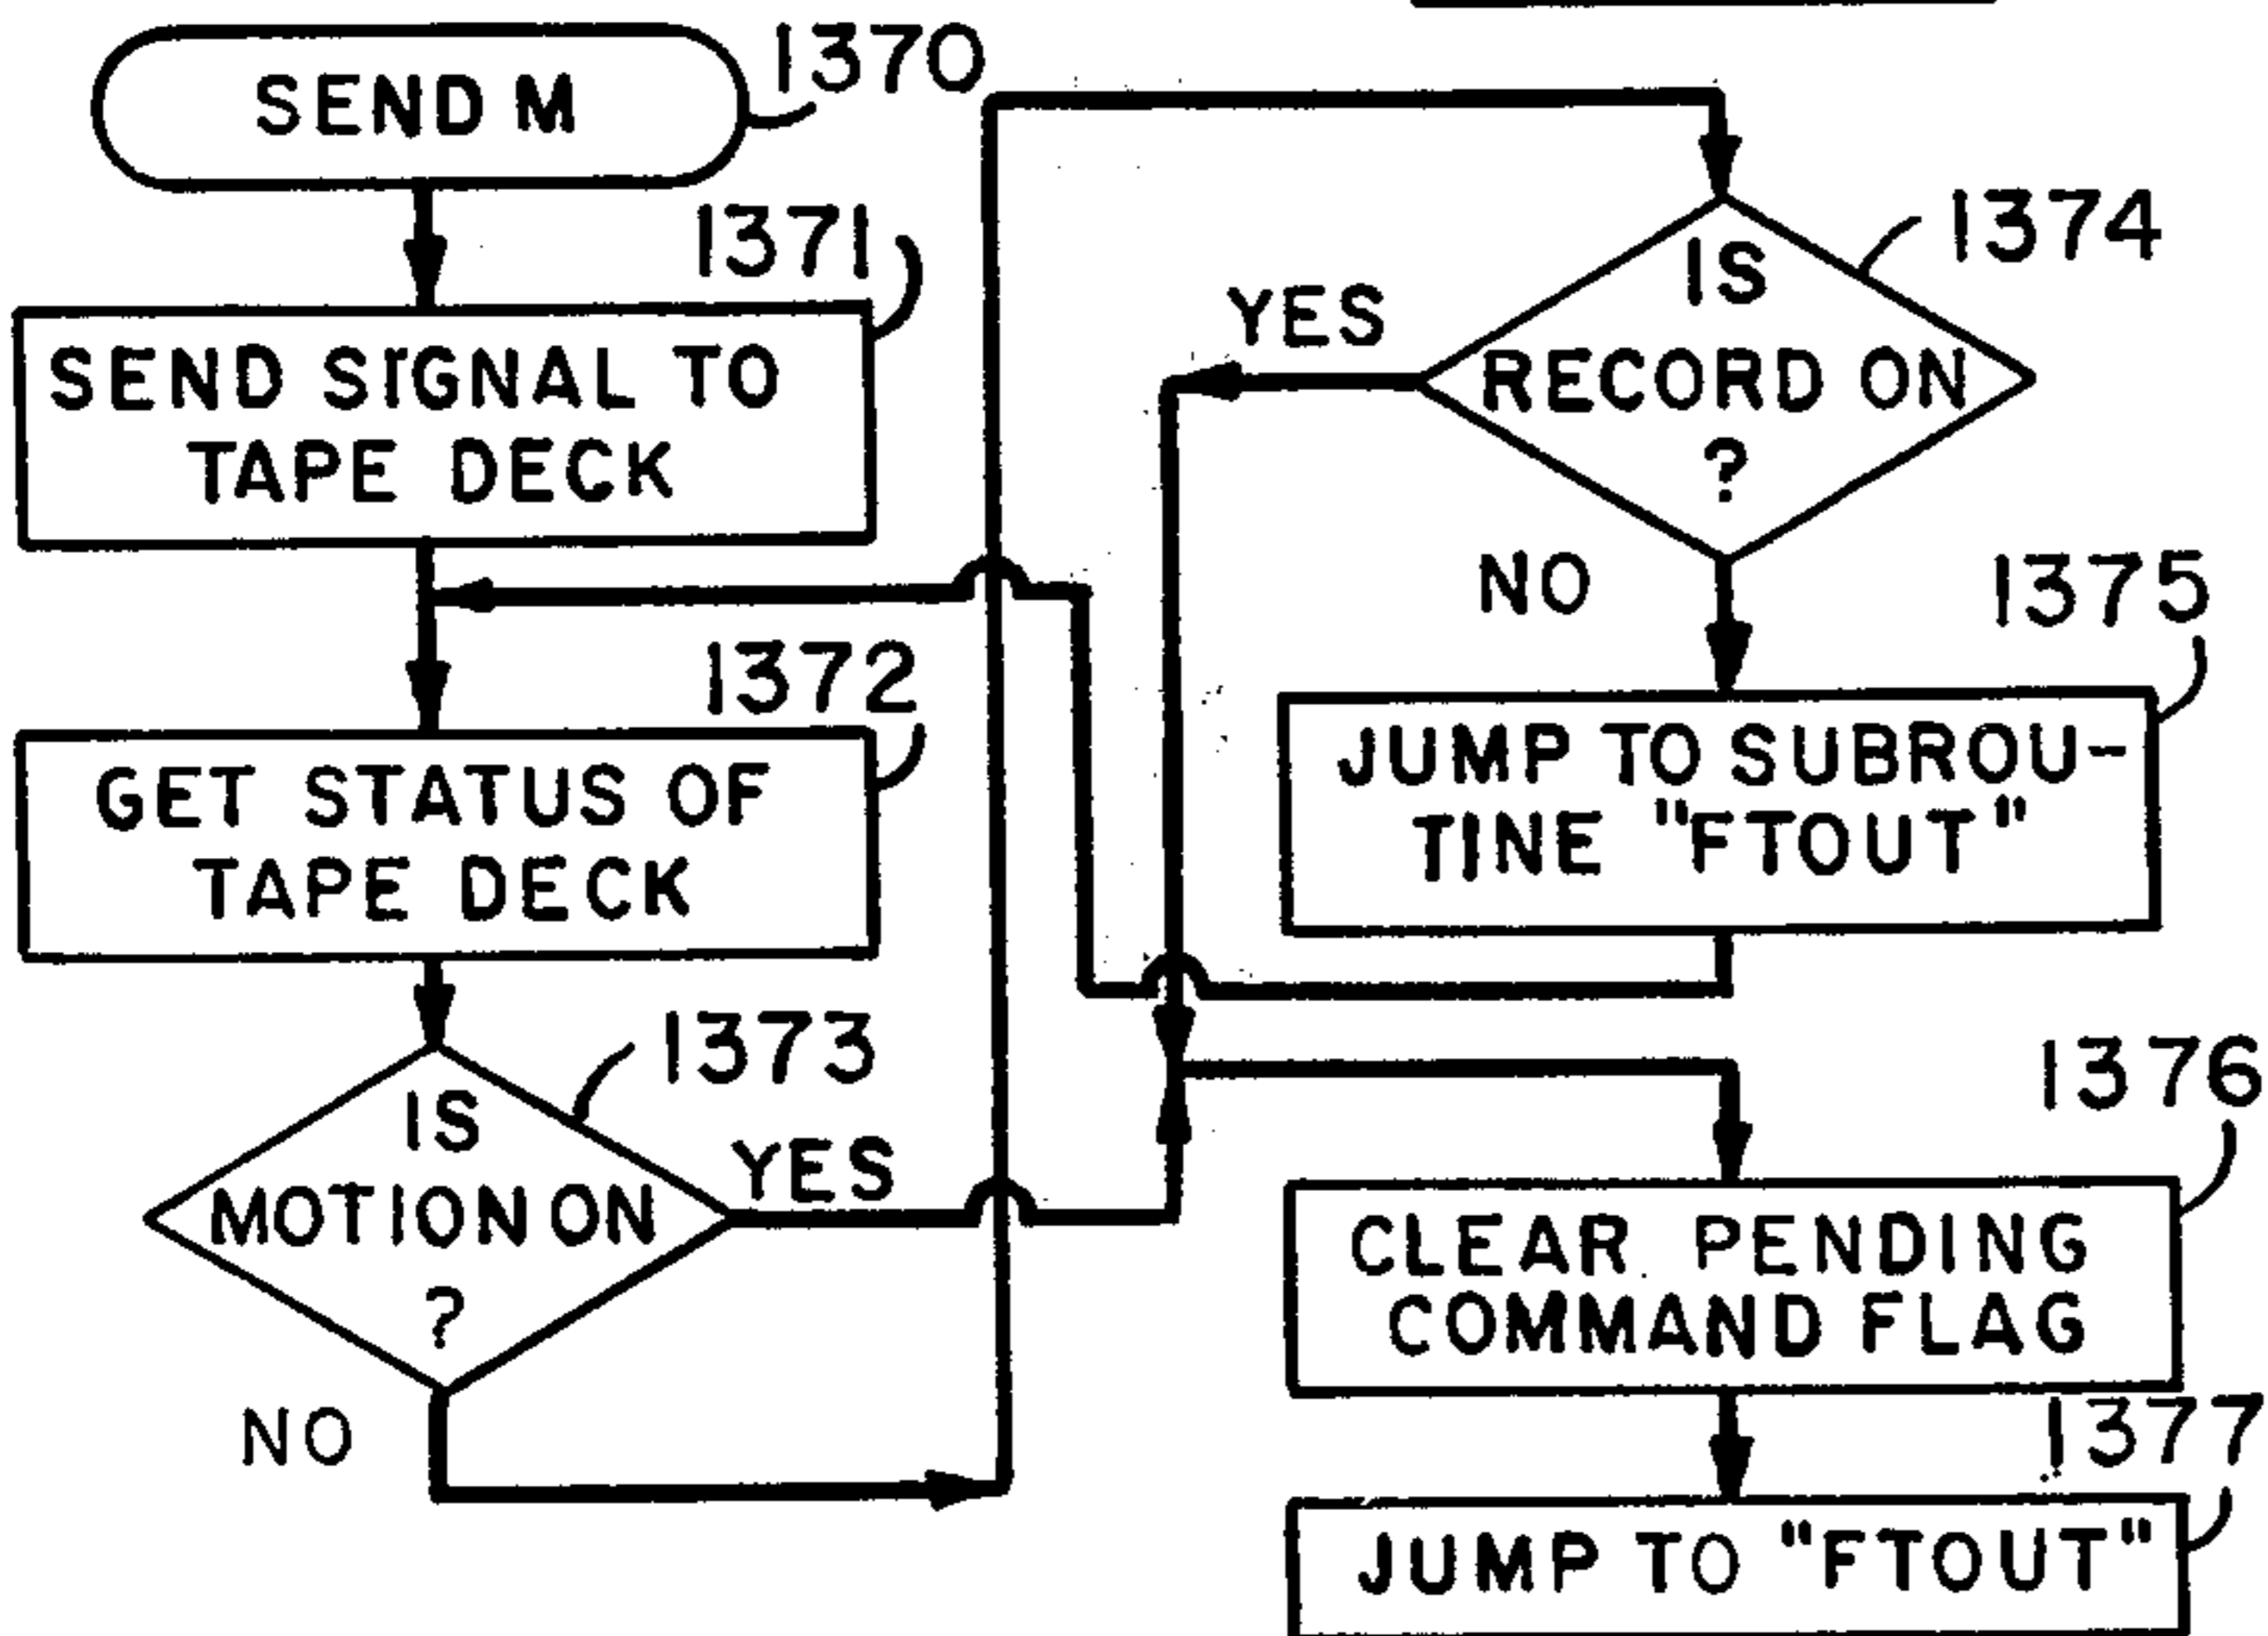 SEND M
1370
1371
SEND SIGNAL TO
TAPE DECK
1372
GET STATUS OF
TAPE DECK
1373
IS
MOTION ON
?
YES
NO
1374
IS
RECORD ON
?
YES
NO
1375
JUMP TO SUBROU-
TINE "FTOUT"
1376
CLEAR PENDING
COMMAND FLAG
1377
JUMP TO "FTOUT"